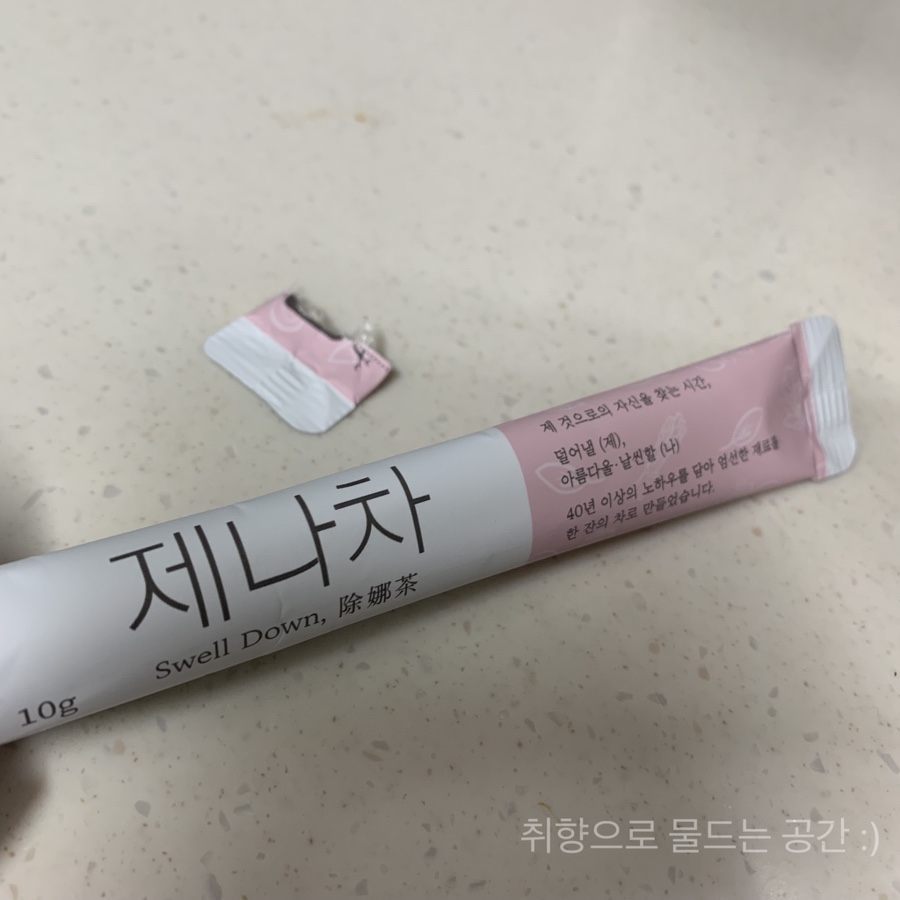 제나차
Swell Down, 除娜茶
10g
제 것으로의 자신을 찾는 시간,
덜어낼 (제),
아름다울·날씬할 (나)
40년 이상의 노하우를 담아 엄선한 재료를
한 잔의 차로 만들었습니다.
취향으로 물드는 공간 :)